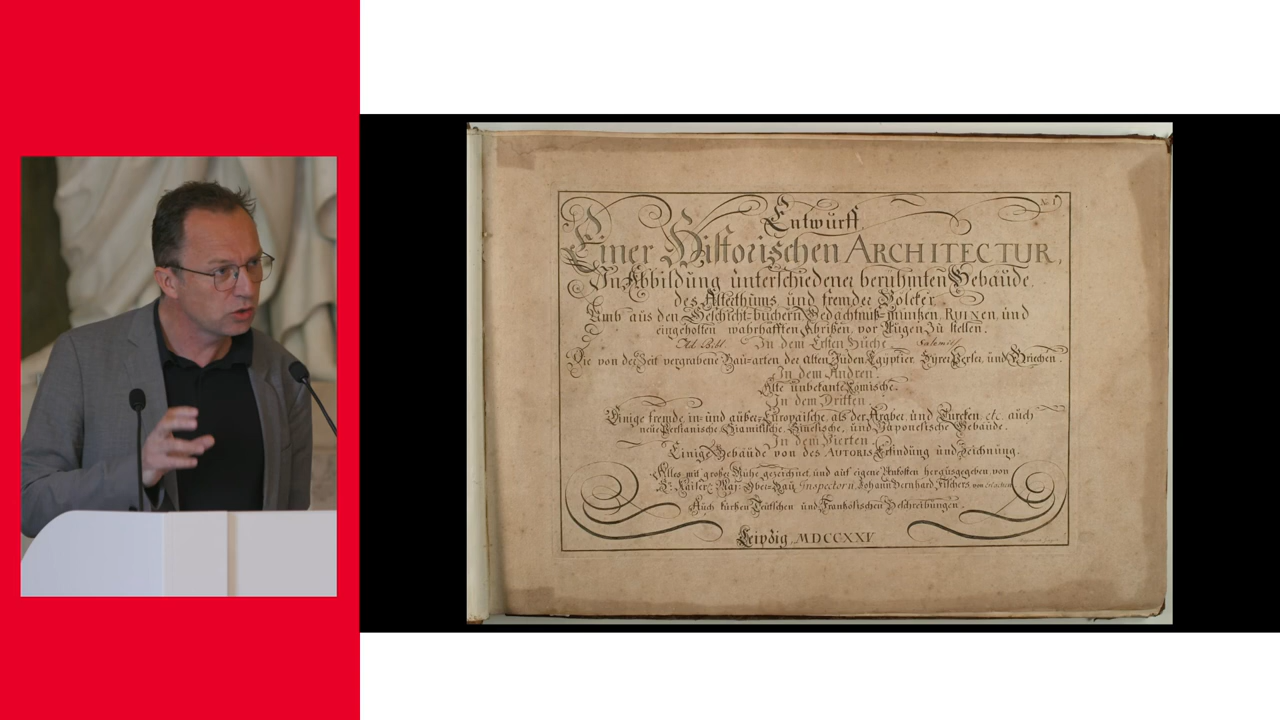 Entwurff
Einer Historischen ARCHITECTUR,
In Abbildung unterschiedener berühmten Gebäude,
des Alterthums, und fremder Völcker,
Umb aus den Geschicht-büchern, Gedächtnuß-müntzen, RUINEN, und
eingeholten wahrhafften Abrißen, vor Augen zu stellen.
In dem Ersten Buche
Die von der Zeit vergrabene Bau-arten der Alten Juden, Egyptier, Syrer, Perser, und Griechen.
In dem Andren.
Alte unbekante Römische.
In dem Dritten
Einige fremde in- und außer-Europäische, als der Araber, und Türcken, etc. auch
neue Persianische, Siamitische, Sinesische, und Japonesische Gebäude.
In dem Vierten.
Einige Gebäude von des AUTORIS Erfindung und Zeichnung.
Alles mit großer Mühe gezeichnet, und auf eigene Unkosten herausgegeben, von
Kaiser: Maj: Ober-Bau Inspectorn, Johann Bernhard Fischers, von Erlachen
Auch kurtzen Teutschen und Frantzösischen Beschreibungen.
Leipzig, MDCCXXV